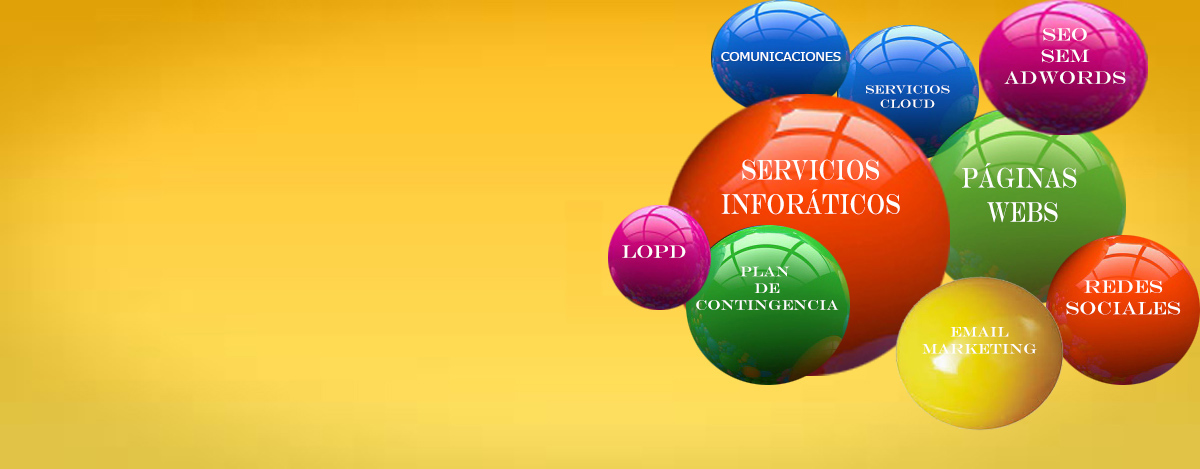 COMUNICACIONES
SERVICIOS
CLOUD
SEO
SEM
ADWORDS
SERVICIOS
INFORÁTICOS
PÁGINAS
WEBS
LOPD
PLAN
DE
CONTINGENCIA
REDES
SOCIALES
EMAIL
MARKETING